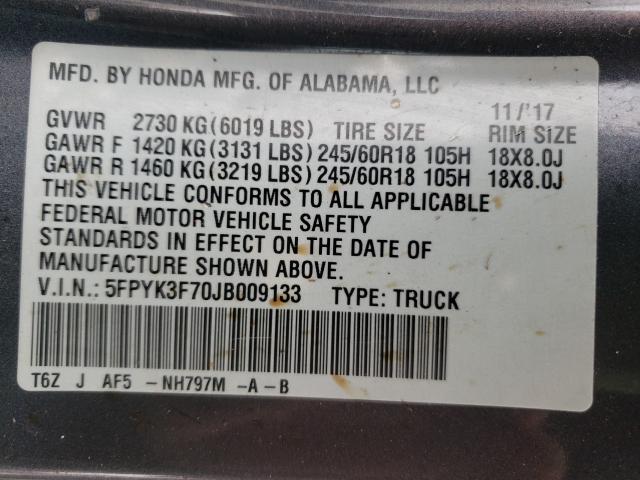 MFD. BY HONDA MFG. OF ALABAMA, LLC
11/'17
GVWR 2730 KG(6019 LBS) TIRE SIZE RIM SIZE
GAWR F 1420 KG(3131 LBS) 245/60R18 105H 18X8.0J
GAWR R 1460 KG(3219 LBS) 245/60R18 105H 18X8.0J
THIS VEHICLE CONFORMS TO ALL APPLICABLE
FEDERAL MOTOR VEHICLE SAFETY
STANDARDS IN EFFECT ON THE DATE OF
MANUFACTURE SHOWN ABOVE.
V.I.N.: 5FPYK3F70JB009133 TYPE: TRUCK
T6Z J AF5 -NH797M -A -B